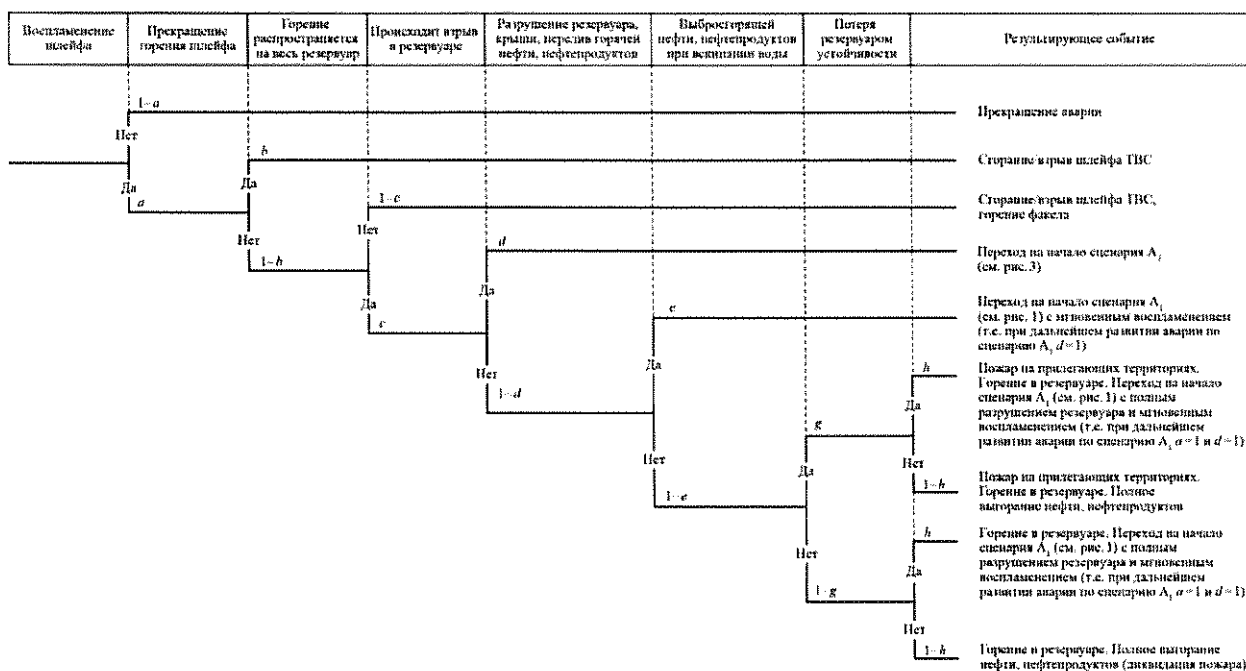 Воспламенение
шлейфа
Прекращение
горения шлейфа
Горение
распространяется
на весь резервуар
Происходит взрыв
в резервуаре
Разрушение резервуара,
крыши, перелив горячей
нефти, нефтепродуктов
Выброс горящей
нефти, нефтепродуктов
при вскипании воды
Потеря
резервуаром
устойчивости
Результирующее событие
1–a
Прекращение аварии
Нет
b
Сгорание/взрыв шлейфа ТВС
Да
Да
a
1–c
Сгорание/взрыв шлейфа ТВС,
горение факела
Нет
Нет
1–b
d
Переход на начало сценария А
(см. рис. 3)
Да
Да
c
e
Переход на начало сценария А1
(см. рис. 1) с мгновенным воспламенением
(т.е. при дальнейшем развитии аварии по
сценарию А1 d=1)
Нет
Да
1–d
h
Пожар на прилегающих территориях.
Горение в резервуаре. Переход на начало
сценария А1 (см. рис. 1) с полным
разрушением резервуара и мгновенным
воспламенением (т.е. при дальнейшем
развитии аварии по сценарию А1 a=1 и d=1)
Да
g
Да
Нет
Нет
1–e
1–h
Пожар на прилегающих территориях.
Горение в резервуаре. Полное
выгорание нефти, нефтепродуктов
h
Горение в резервуаре. Переход на начало
сценария А1 (см. рис. 1) с полным
разрушением резервуара и мгновенным
воспламенением (т.е. при дальнейшем
развитии аварии по сценарию А1 a=1 и d=1)
Нет
Да
1–g
Нет
1–h
Горение в резервуаре. Полное выгорание
нефти, нефтепродуктов (ликвидация пожара)